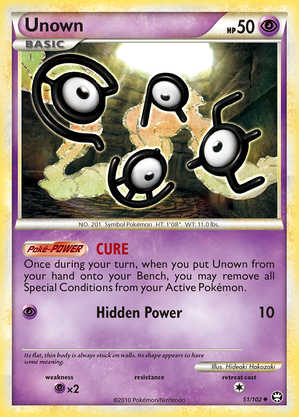 Unown HP 50
BASIC
C R
U E
NO. 201 Symbol Pokémon HT. 1'08" WT. 11.0 lbs.
Poké-POWER CURE
Once during your turn, when you put Unown from
your hand onto your Bench, you may remove all
Special Conditions from your Active Pokémon.
Hidden Power 10
Its flat, thin body is always stuck on walls. Its shape appears to have
some meaning.
Illus. Hideaki Hakozaki
weakness resistance retreat cost
×2 51/102
©2010 Pokémon/Nintendo